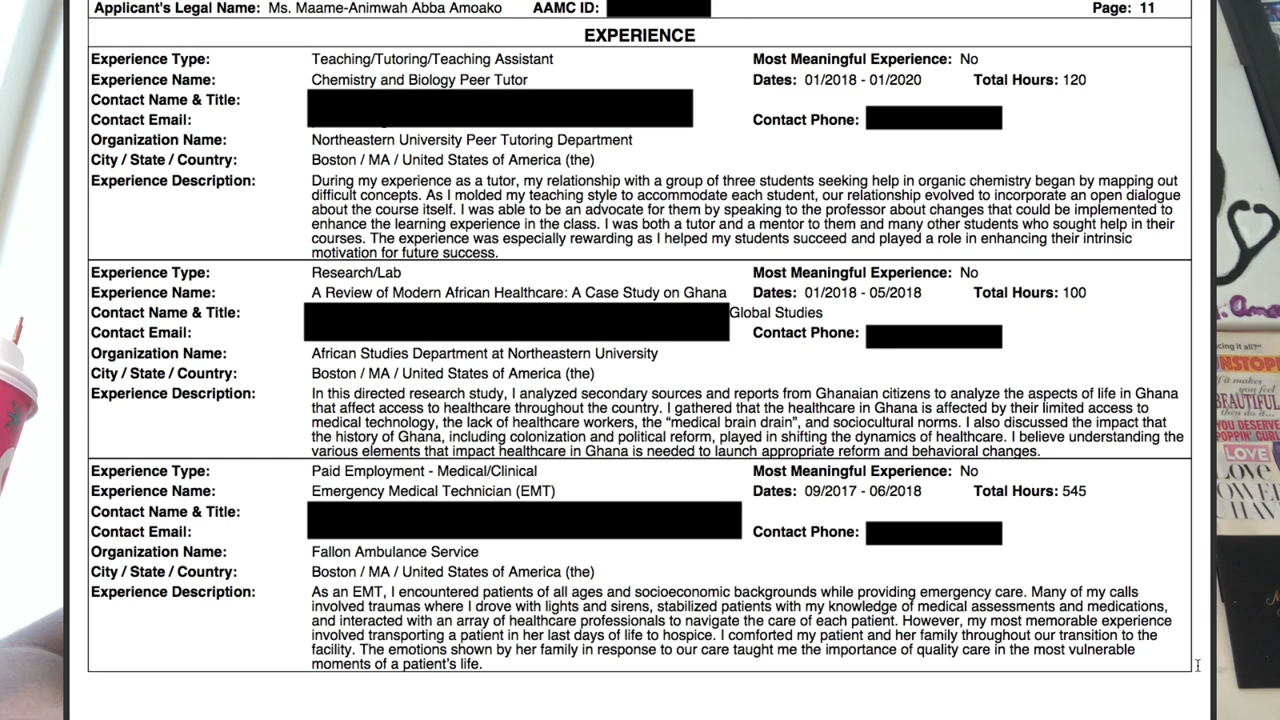 Applicant's Legal Name: Ms. Maame-Animwah Abba Amoako AAMC ID: Page: 11
EXPERIENCE
Experience Type: Teaching/Tutoring/Teaching Assistant Most Meaningful Experience: No
Experience Name: Chemistry and Biology Peer Tutor Dates: 01/2018 - 01/2020 Total Hours: 120
Contact Name & Title:
Contact Email: Contact Phone:
Organization Name: Northeastern University Peer Tutoring Department
City / State / Country: Boston / MA / United States of America (the)
Experience Description: During my experience as a tutor, my relationship with a group of three students seeking help in organic chemistry began by mapping out
difficult concepts. As I molded my teaching style to accommodate each student, our relationship evolved to incorporate an open dialogue
about the course itself. I was able to be an advocate for them by speaking to the professor about changes that could be implemented to
enhance the learning experience in the class. I was both a tutor and a mentor to them and many other students who sought help in their
courses. The experience was especially rewarding as I helped my students succeed and played a role in enhancing their intrinsic
motivation for future success.
Experience Type: Research/Lab Most Meaningful Experience: No
Experience Name: A Review of Modern African Healthcare: A Case Study on Ghana Dates: 01/2018 - 05/2018 Total Hours: 100
Contact Name & Title: Global Studies
Contact Email: Contact Phone:
Organization Name: African Studies Department at Northeastern University
City / State / Country: Boston / MA / United States of America (the)
Experience Description: In this directed research study, I analyzed secondary sources and reports from Ghanaian citizens to analyze the aspects of life in Ghana
that affect access to healthcare throughout the country. I gathered that the healthcare in Ghana is affected by their limited access to
medical technology, the lack of healthcare workers, the “medical brain drain”, and sociocultural norms. I also discussed the impact that
the history of Ghana, including colonization and political reform, played in shifting the dynamics of healthcare. I believe understanding the
various elements that impact healthcare in Ghana is needed to launch appropriate reform and behavioral changes.
Experience Type: Paid Employment - Medical/Clinical Most Meaningful Experience: No
Experience Name: Emergency Medical Technician (EMT) Dates: 09/2017 - 06/2018 Total Hours: 545
Contact Name & Title:
Contact Email: Contact Phone:
Organization Name: Fallon Ambulance Service
City / State / Country: Boston / MA / United States of America (the)
Experience Description: As an EMT, I encountered patients of all ages and socioeconomic backgrounds while providing emergency care. Many of my calls
involved traumas where I drove with lights and sirens, stabilized patients with my knowledge of medical assessments and medications,
and interacted with an array of healthcare professionals to navigate the care of each patient. However, my most memorable experience
involved transporting a patient in her last days of life to hospice. I comforted my patient and her family throughout our transition to the
facility. The emotions shown by her family in response to our care taught me the importance of quality care in the most vulnerable
moments of a patient's life.
cing it all?"
UNSTOP
if it makes
you feel
BEAUTIFUL
then do it...
YOU DESERVE
POPPIN' CURL
LOVE